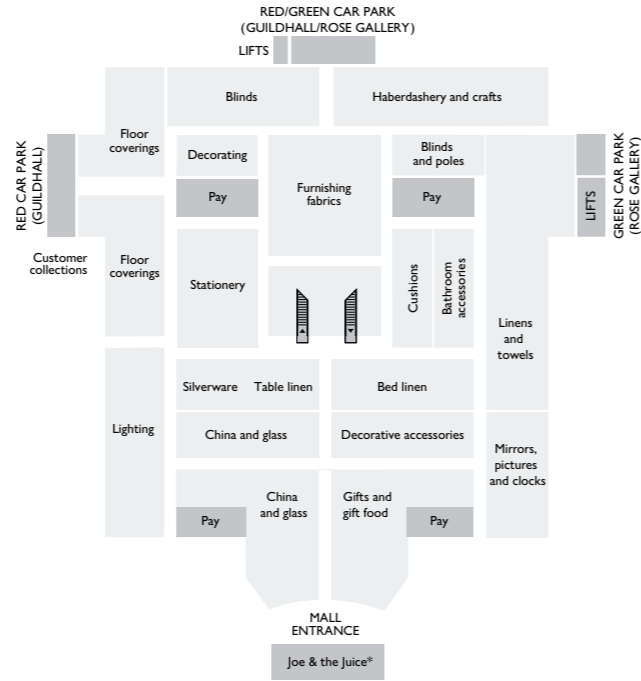 RED/GREEN CAR PARK
(GUILDHALL/ROSE GALLERY)
LIFTS
Blinds
Haberdashery and crafts
Floor
coverings
Decorating
Pay
Furnishing
fabrics
Blinds
and poles
Pay
RED CAR PARK
(GUILDHALL)
LIFTS
GREEN CAR PARK
(ROSE GALLERY)
Customer
collections
Floor
coverings
Stationery
Cushions
Bathroom
accessories
Linens
and
towels
Silverware
Table linen
Bed linen
Lighting
China and glass
Decorative accessories
Mirrors,
pictures
and clocks
China
and glass
Gifts and
gift food
Pay
Pay
MALL
ENTRANCE
Joe & the Juice*